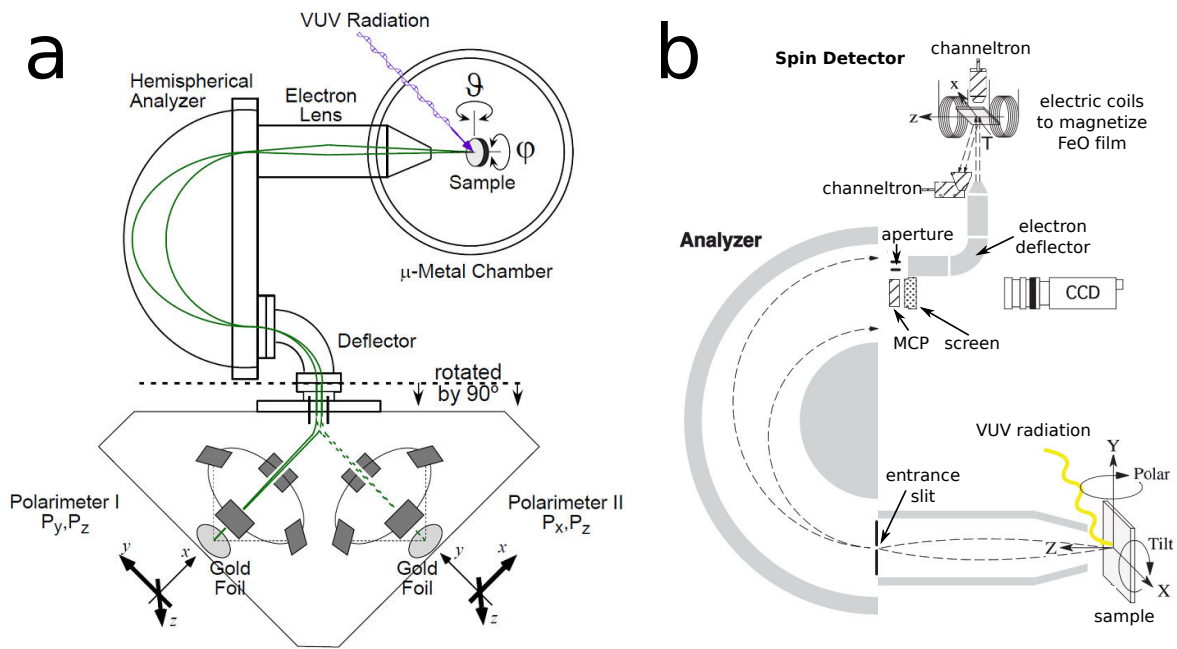 a
VUV Radiation
Hemispherical
Analyzer
Electron
Lens
ϑ
φ
Sample
μ-Metal Chamber
Deflector
rotated
by 90º
Polarimeter I
Py,Pz
Polarimeter II
Px,Pz
Gold
Foil
Gold
Foil
y
x
z
y
x
z
b
Spin Detector
channeltron
x
z
T
electric coils
to magnetize
FeO film
channeltron
Analyzer
aperture
electron
deflector
CCD
MCP
screen
entrance
slit
VUV radiation
Y
Polar
Z
Tilt
X
sample